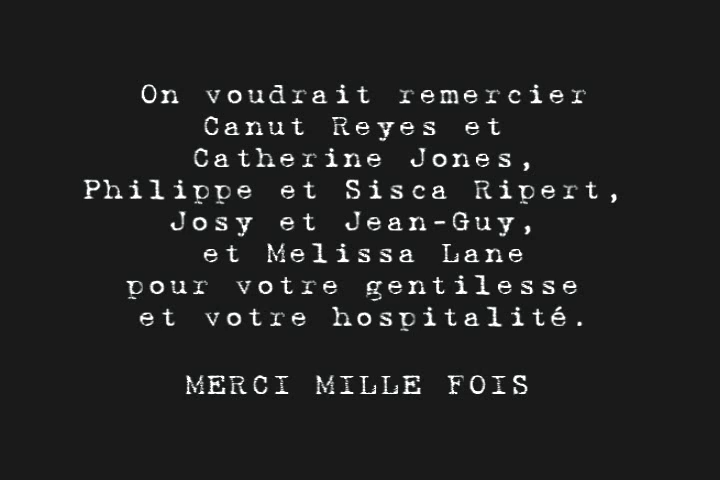 On voudrait remercier
Canut Reyes et
Catherine Jones,
Philippe et Sisca Ripert,
Josy et Jean-Guy,
et Melissa Lane
pour votre gentilesse
et votre hospitalité.
MERCI MILLE FOIS